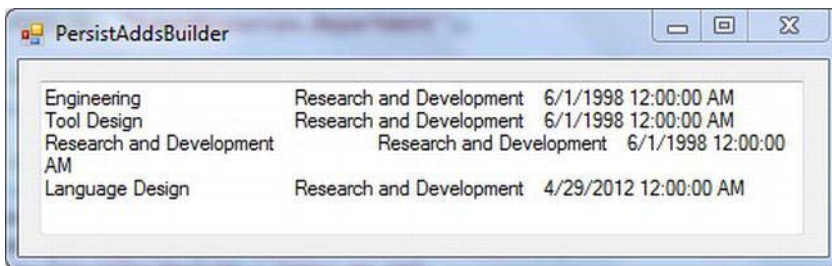 PersistAddsBuilder
Engineering Research and Development 6/1/1998 12:00:00 AM
Tool Design Research and Development 6/1/1998 12:00:00 AM
Research and Development Research and Development 6/1/1998 12:00:00
AM
Language Design Research and Development 4/29/2012 12:00:00 AM